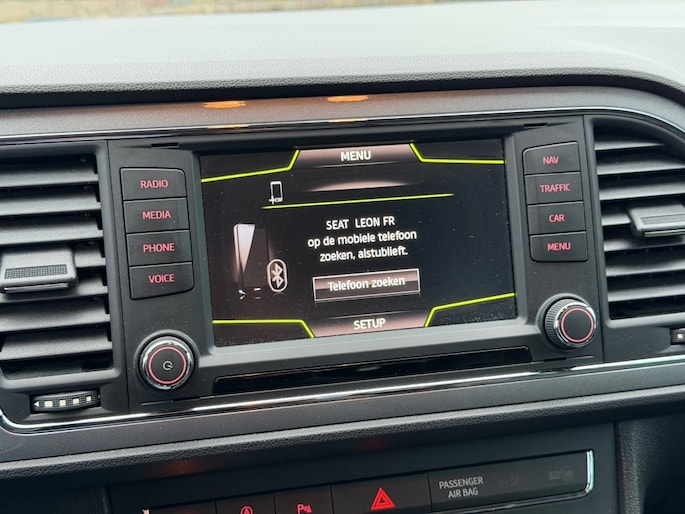 MENU
RADIO
MEDIA
PHONE
VOICE
SEAT LEON FR
op de mobiele telefoon
zoeken, alstublieft.
Telefoon zoeken
SETUP
NAV
TRAFFIC
CAR
MENU
PASSENGER
AIR BAG